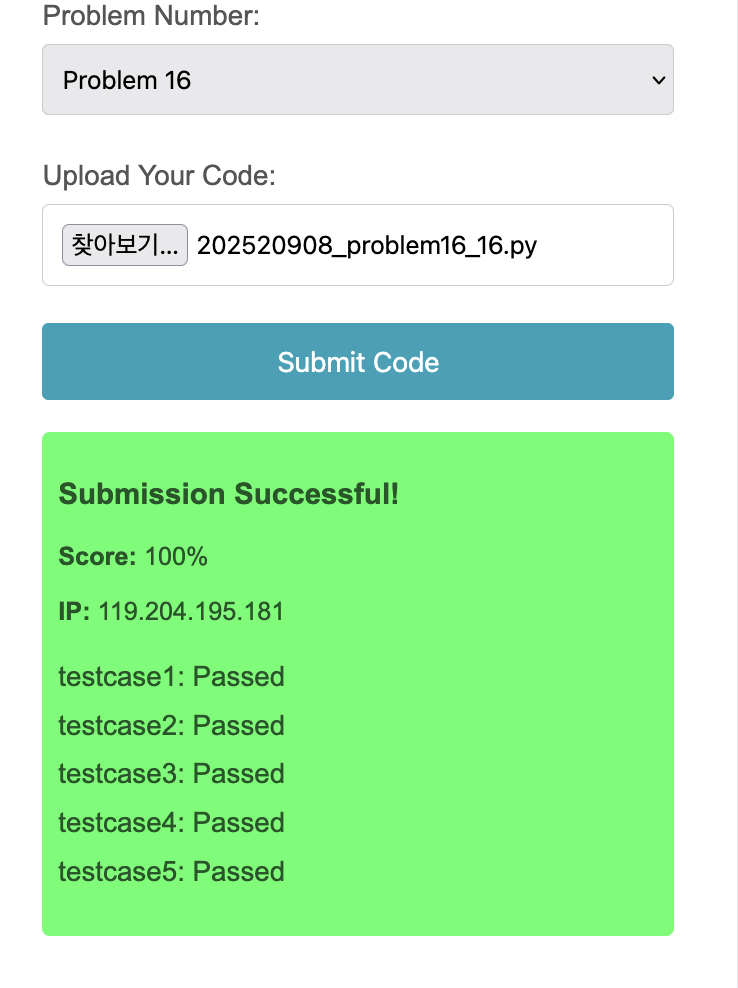 Problem Number:
Problem 16
Upload Your Code:
찾아보기... 202520908_problem16_16.py
Submit Code
Submission Successful!
Score: 100%
IP: 119.204.195.181
testcase1: Passed
testcase2: Passed
testcase3: Passed
testcase4: Passed
testcase5: Passed